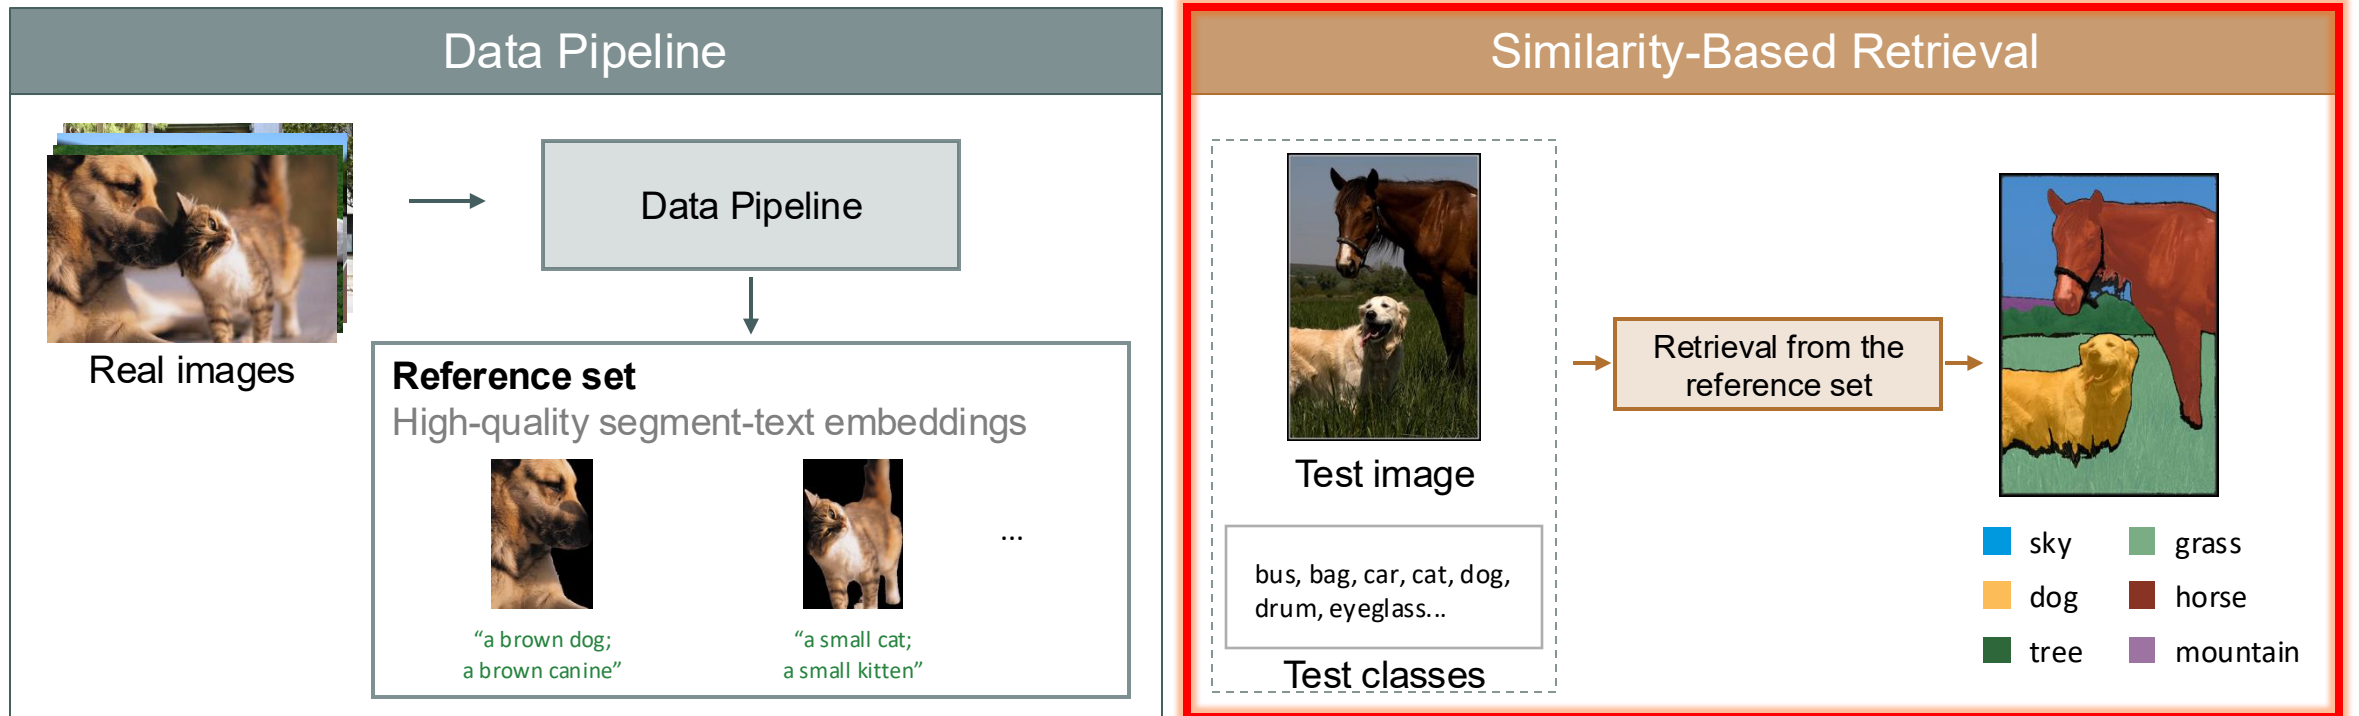 Data Pipeline
Real images
Data Pipeline
Reference set
High-quality segment-text embeddings
“a brown dog;
a brown canine”
“a small cat;
a small kitten”
...
Similarity-Based Retrieval
Test image
bus, bag, car, cat, dog,
drum, eyeglass...
Test classes
Retrieval from the
reference set
sky
grass
dog
horse
tree
mountain